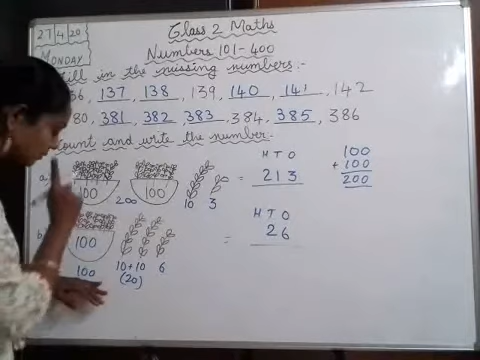 27 4 20
MONDAY
Class 2 Maths
Numbers 101-400
Fill in the missing numbers:-
36, 137, 138, 139, 140, 141, 142
80, 381, 382, 383, 384, 385, 386
Count and write the number.
H T O
a 100 100 = 213
200 10 3
100
+ 100
200
H T O
b 100 = 26
100 10+10 6
(20)